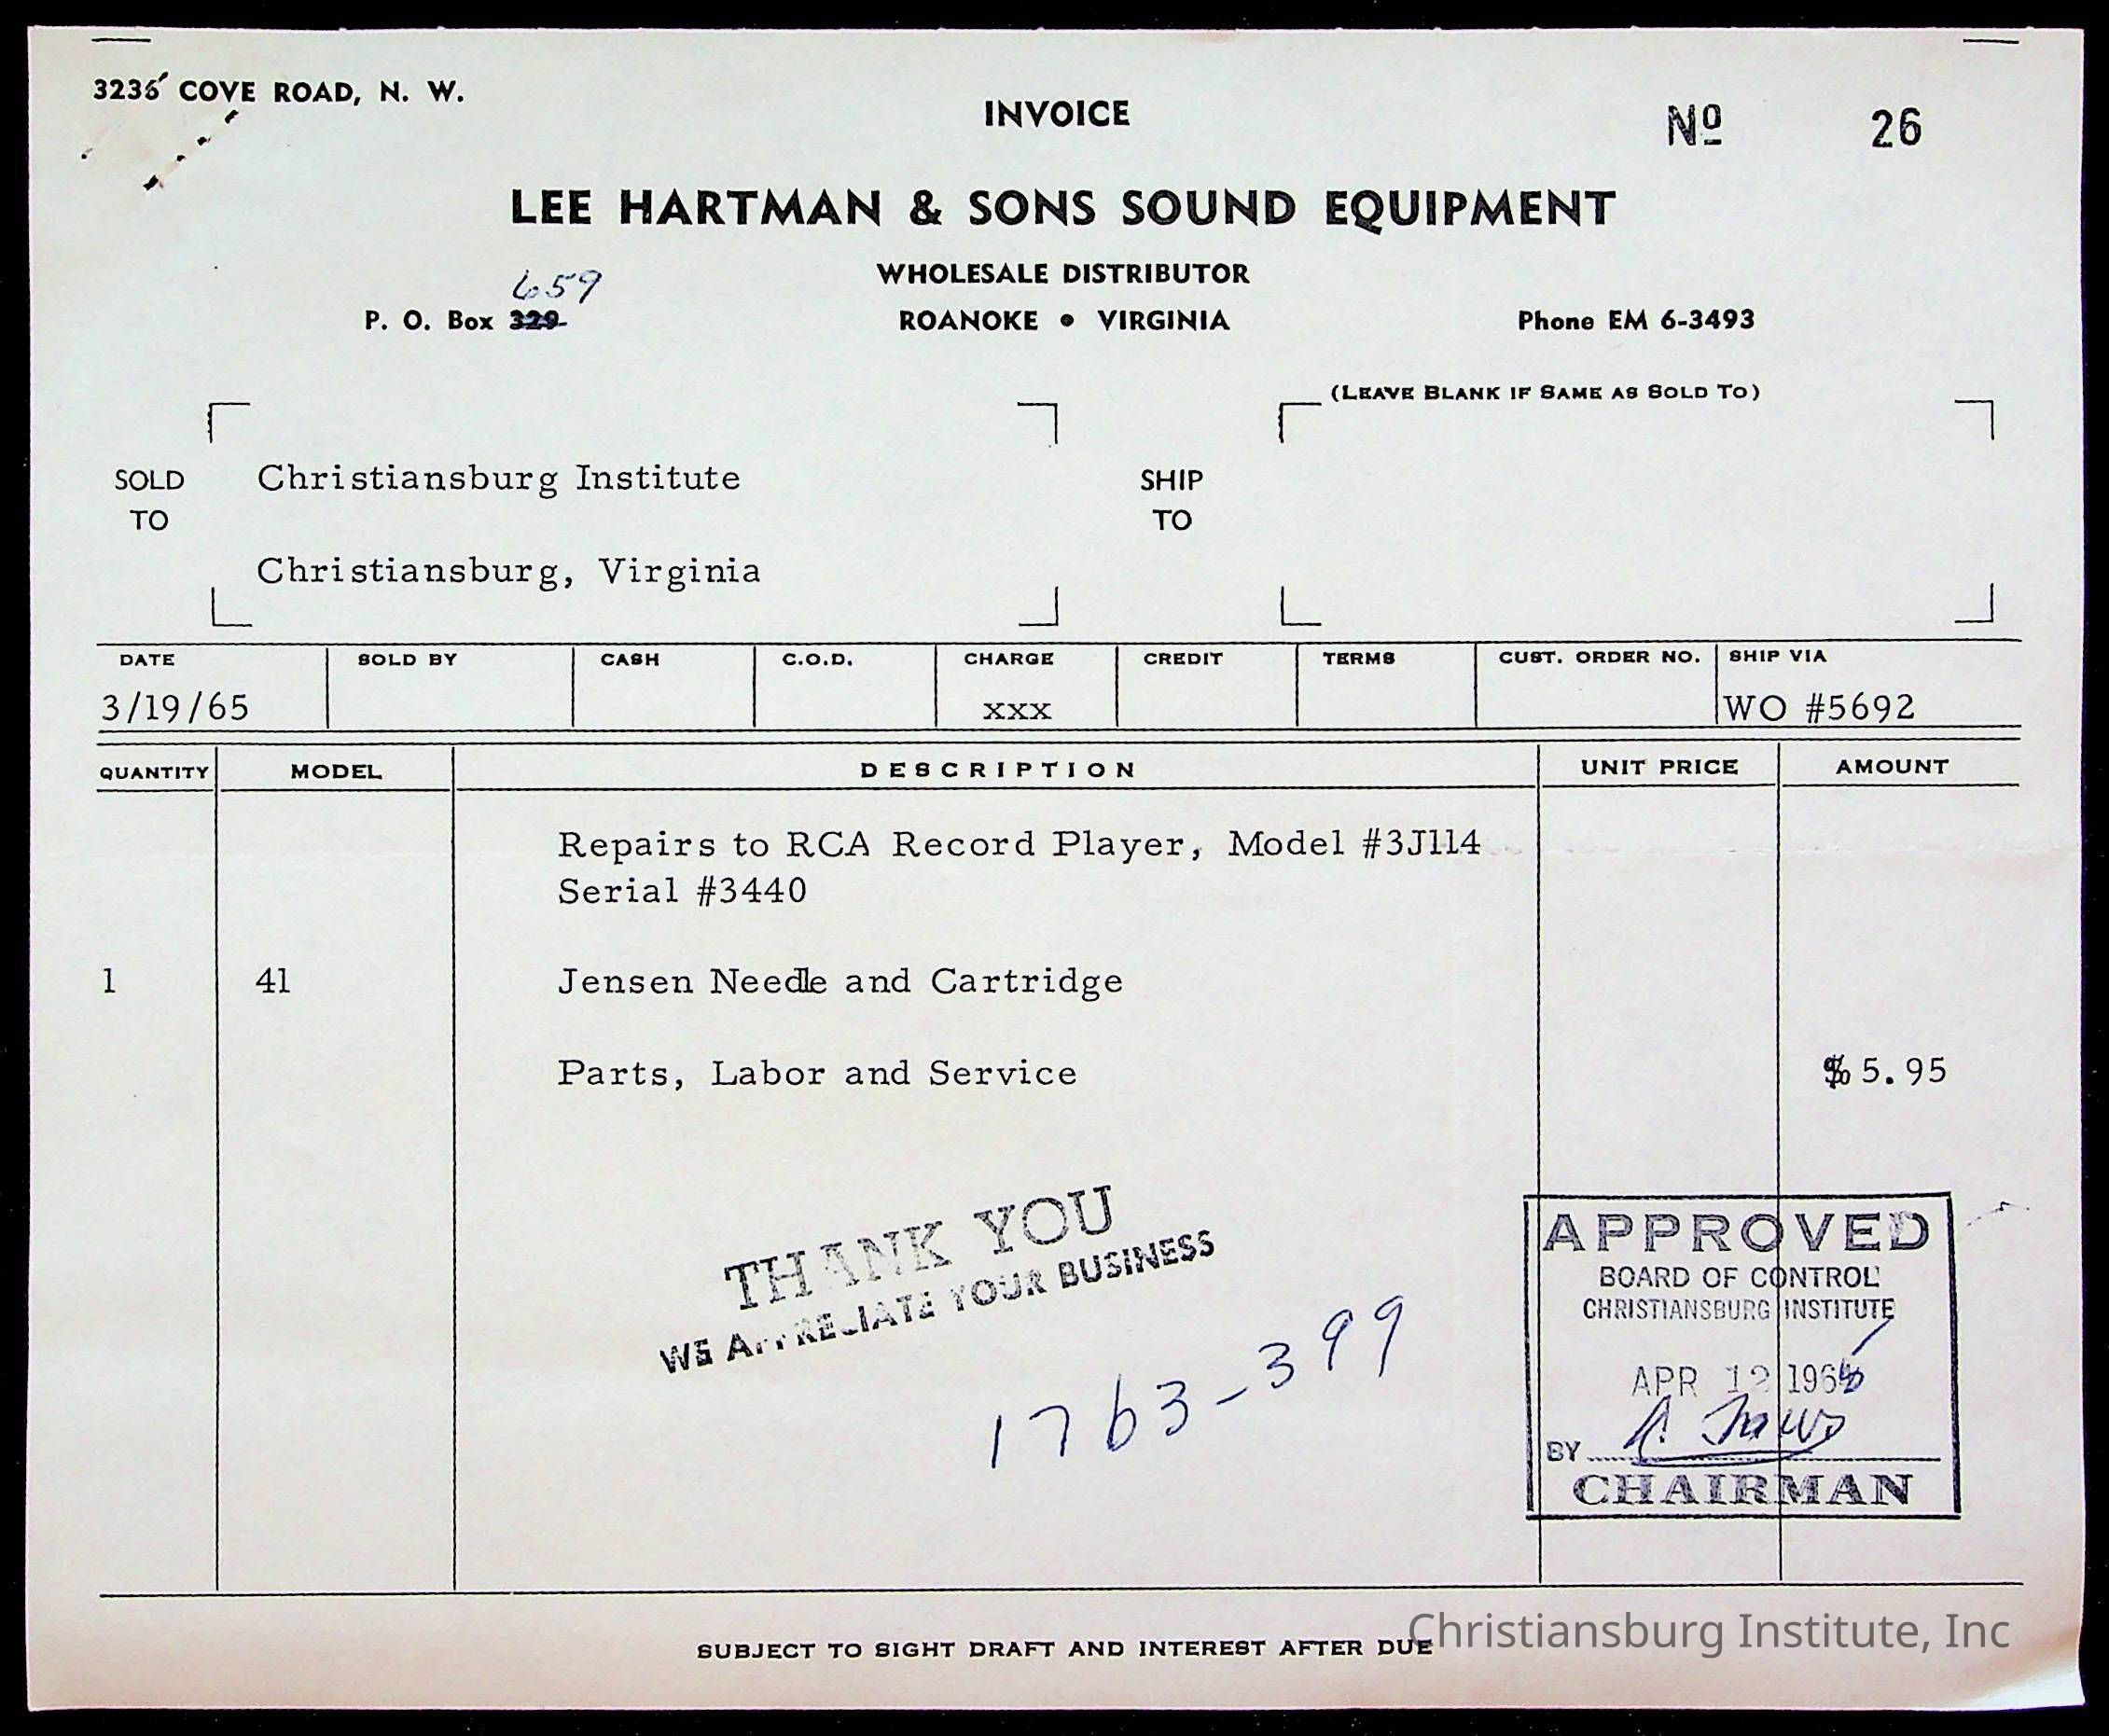 3236 COVE ROAD, N. W.
INVOICE
Nº 26
LEE HARTMAN & SONS SOUND EQUIPMENT
WHOLESALE DISTRIBUTOR
659
P. O. Box 329
ROANOKE • VIRGINIA
Phone EM 6-3493
(LEAVE BLANK IF SAME AS SOLD TO)
SOLD TO
Christiansburg Institute
Christiansburg, Virginia
SHIP TO
DATE SOLD BY CASH C.O.D. CHARGE CREDIT TERMS CUST. ORDER NO. SHIP VIA
3/19/65 XXX WO #5692
QUANTITY MODEL DESCRIPTION UNIT PRICE AMOUNT
Repairs to RCA Record Player, Model #3J114
Serial #3440
1 41 Jensen Needle and Cartridge
Parts, Labor and Service $5.95
THANK YOU
WE APPRECIATE YOUR BUSINESS
1763-399
APPROVED
BOARD OF CONTROL
CHRISTIANSBURG INSTITUTE
APR 12
BY
CHAIRMAN
SUBJECT TO SIGHT DRAFT AND INTEREST AFTER DUE
Christiansburg Institute, Inc